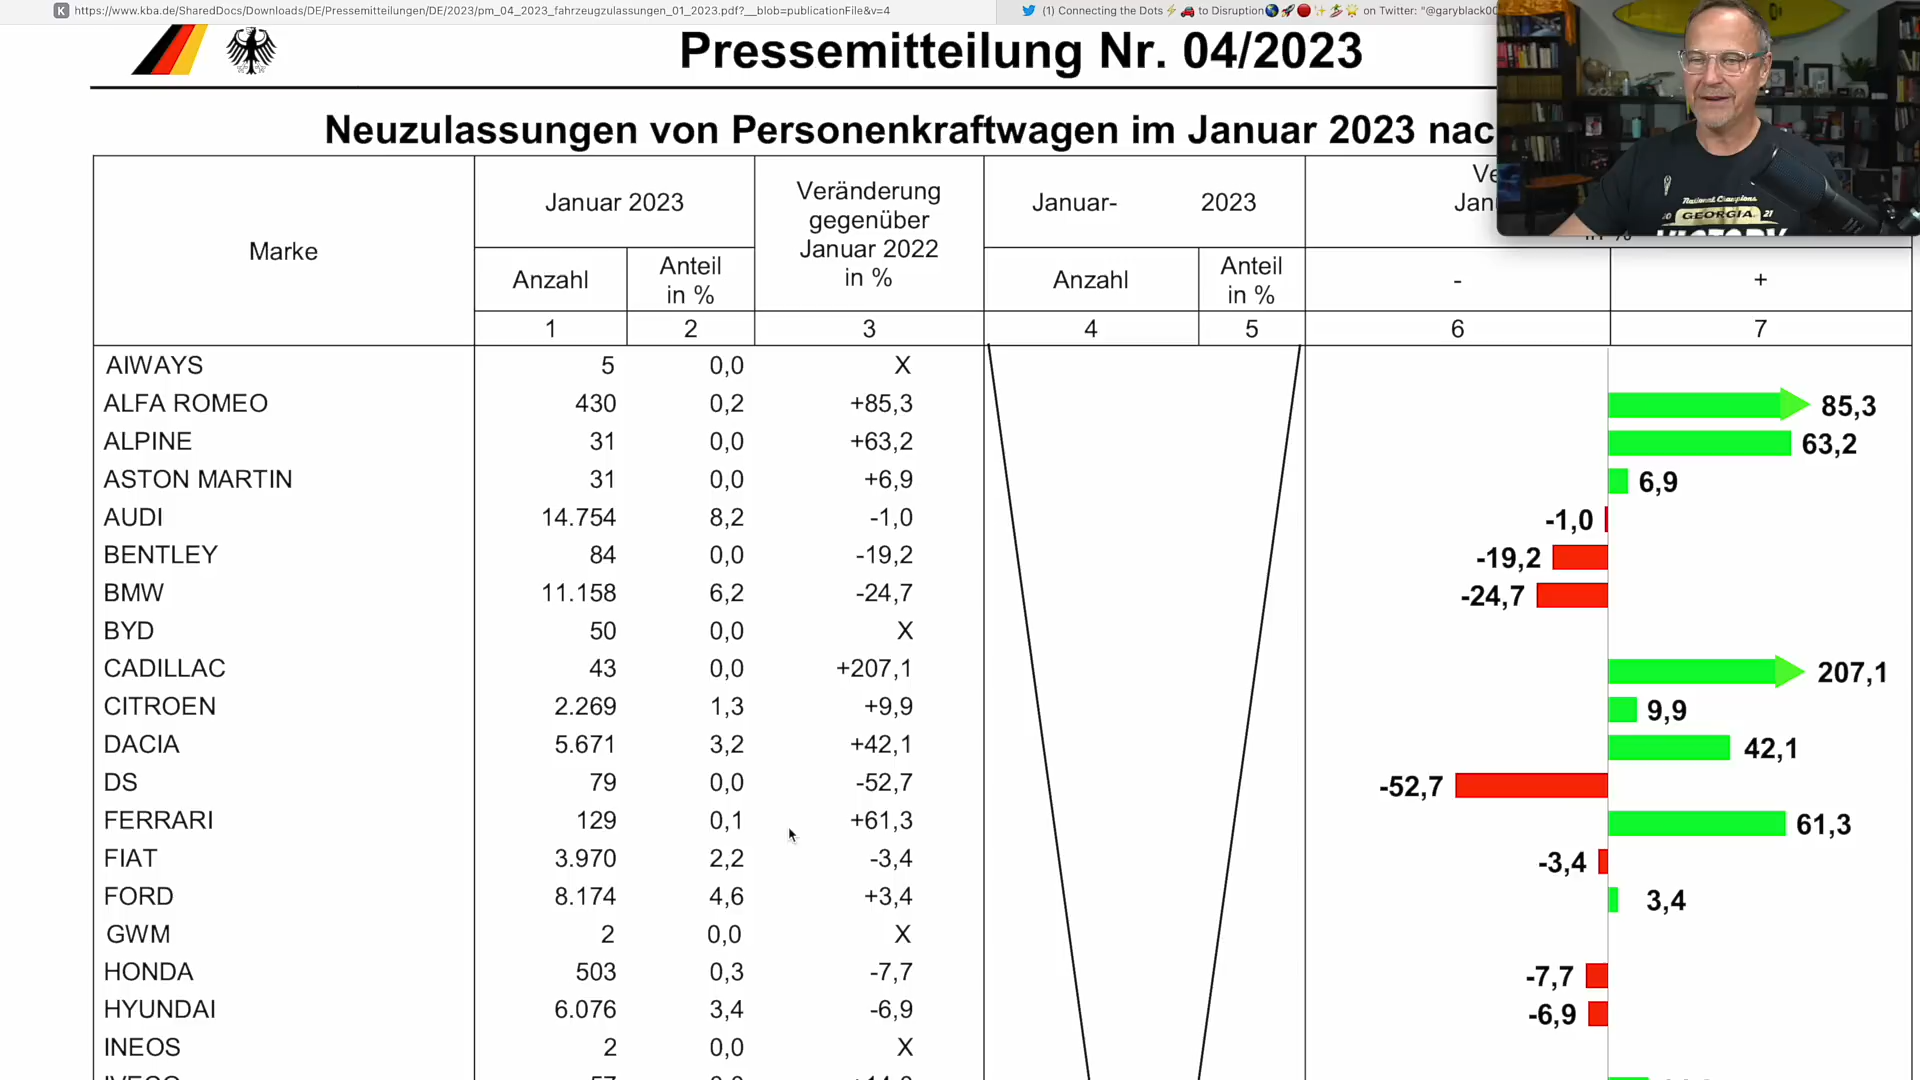 https://www.kba.de/SharedDocs/Downloads/DE/Pressemitteilungen/DE/2023/pm_04_2023_fahrzeugzulassungen_01_2023.pdf?__blob=publicationFile&v=4
(1) Connecting the Dots⚡🚗 to Disruption🌎🚀🔴✨🏄🌟 on Twitter: "@garyblack00
Pressemitteilung Nr. 04/2023
Neuzulassungen von Personenkraftwagen im Januar 2023 nac
Marke
Januar 2023
Veränderung
gegenüber
Januar 2022
in %
Januar- 2023
Ve
Jan
in %
Anzahl
Anteil
in %
Anzahl
Anteil
in %
- +
1 2 3 4 5 6 7
AIWAYS 5 0,0 X
ALFA ROMEO 430 0,2 +85,3 85,3
ALPINE 31 0,0 +63,2 63,2
ASTON MARTIN 31 0,0 +6,9 6,9
AUDI 14.754 8,2 -1,0 -1,0
BENTLEY 84 0,0 -19,2 -19,2
BMW 11.158 6,2 -24,7 -24,7
BYD 50 0,0 X
CADILLAC 43 0,0 +207,1 207,1
CITROEN 2.269 1,3 +9,9 9,9
DACIA 5.671 3,2 +42,1 42,1
DS 79 0,0 -52,7 -52,7
FERRARI 129 0,1 +61,3 61,3
FIAT 3.970 2,2 -3,4 -3,4
FORD 8.174 4,6 +3,4 3,4
GWM 2 0,0 X
HONDA 503 0,3 -7,7 -7,7
HYUNDAI 6.076 3,4 -6,9 -6,9
INEOS 2 0,0 X
National Champions
20 GEORGIA 21
VICTORY